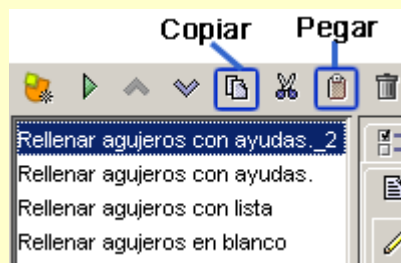 Copiar Pegar
Rellenar agujeros con ayudas._2
Rellenar agujeros con ayudas.
Rellenar agujeros con lista
Rellenar agujeros en blanco